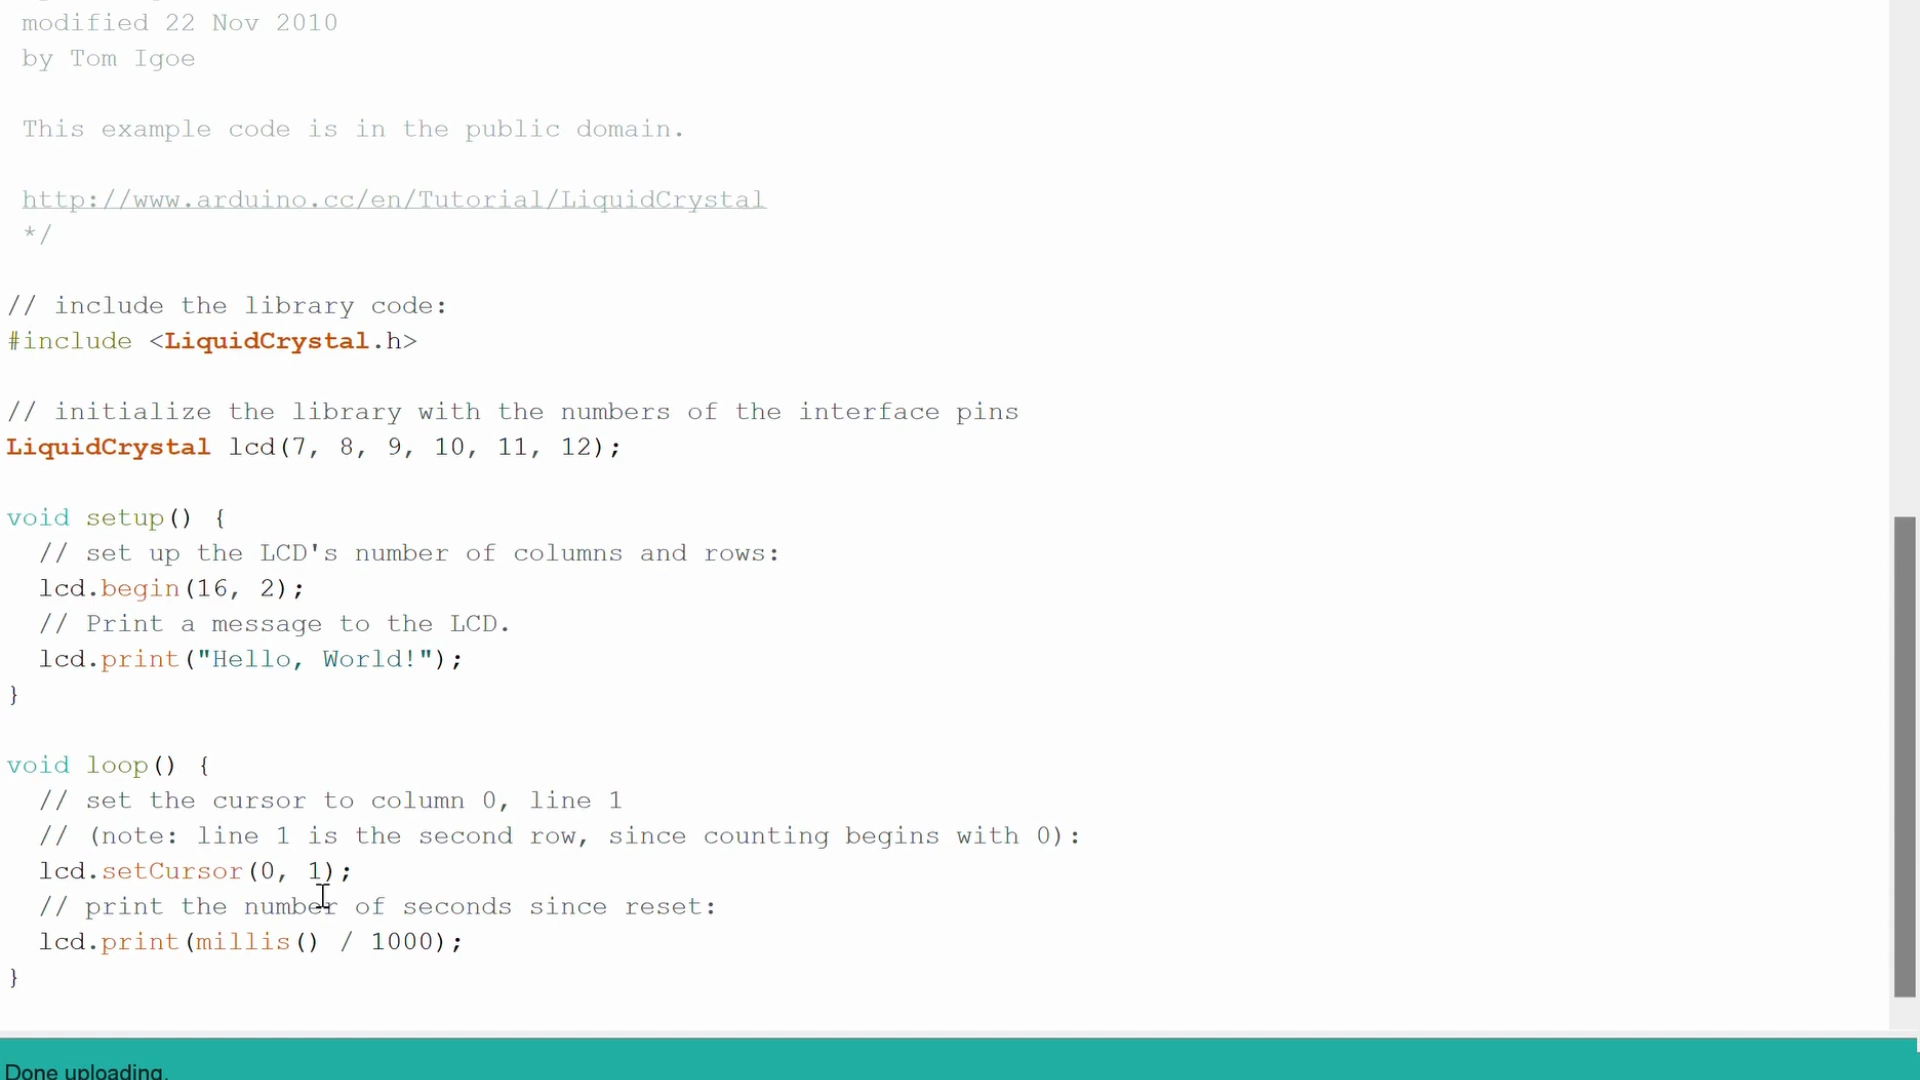 modified 22 Nov 2010
by Tom Igoe
This example code is in the public domain.
http://www.arduino.cc/en/Tutorial/LiquidCrystal
*/
// include the library code:
#include <LiquidCrystal.h>
// initialize the library with the numbers of the interface pins
LiquidCrystal lcd(7, 8, 9, 10, 11, 12);
void setup() {
// set up the LCD's number of columns and rows:
lcd.begin(16, 2);
// Print a message to the LCD.
lcd.print("Hello, World!");
}
void loop() {
// set the cursor to column 0, line 1
// (note: line 1 is the second row, since counting begins with 0):
lcd.setCursor(0, 1);
// print the number of seconds since reset:
lcd.print(millis() / 1000);
}
Done uploading.